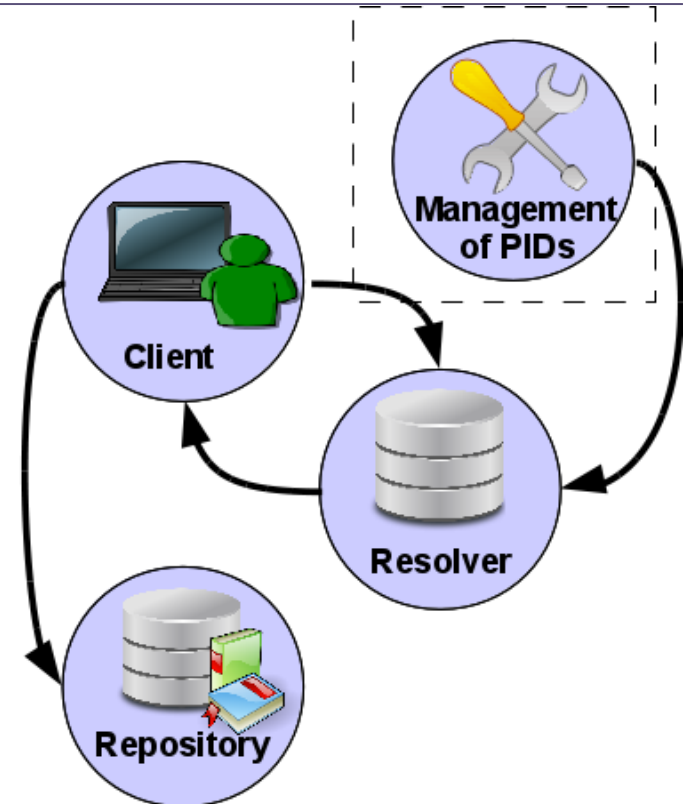 Management
of PIDs
Client
Resolver
Repository